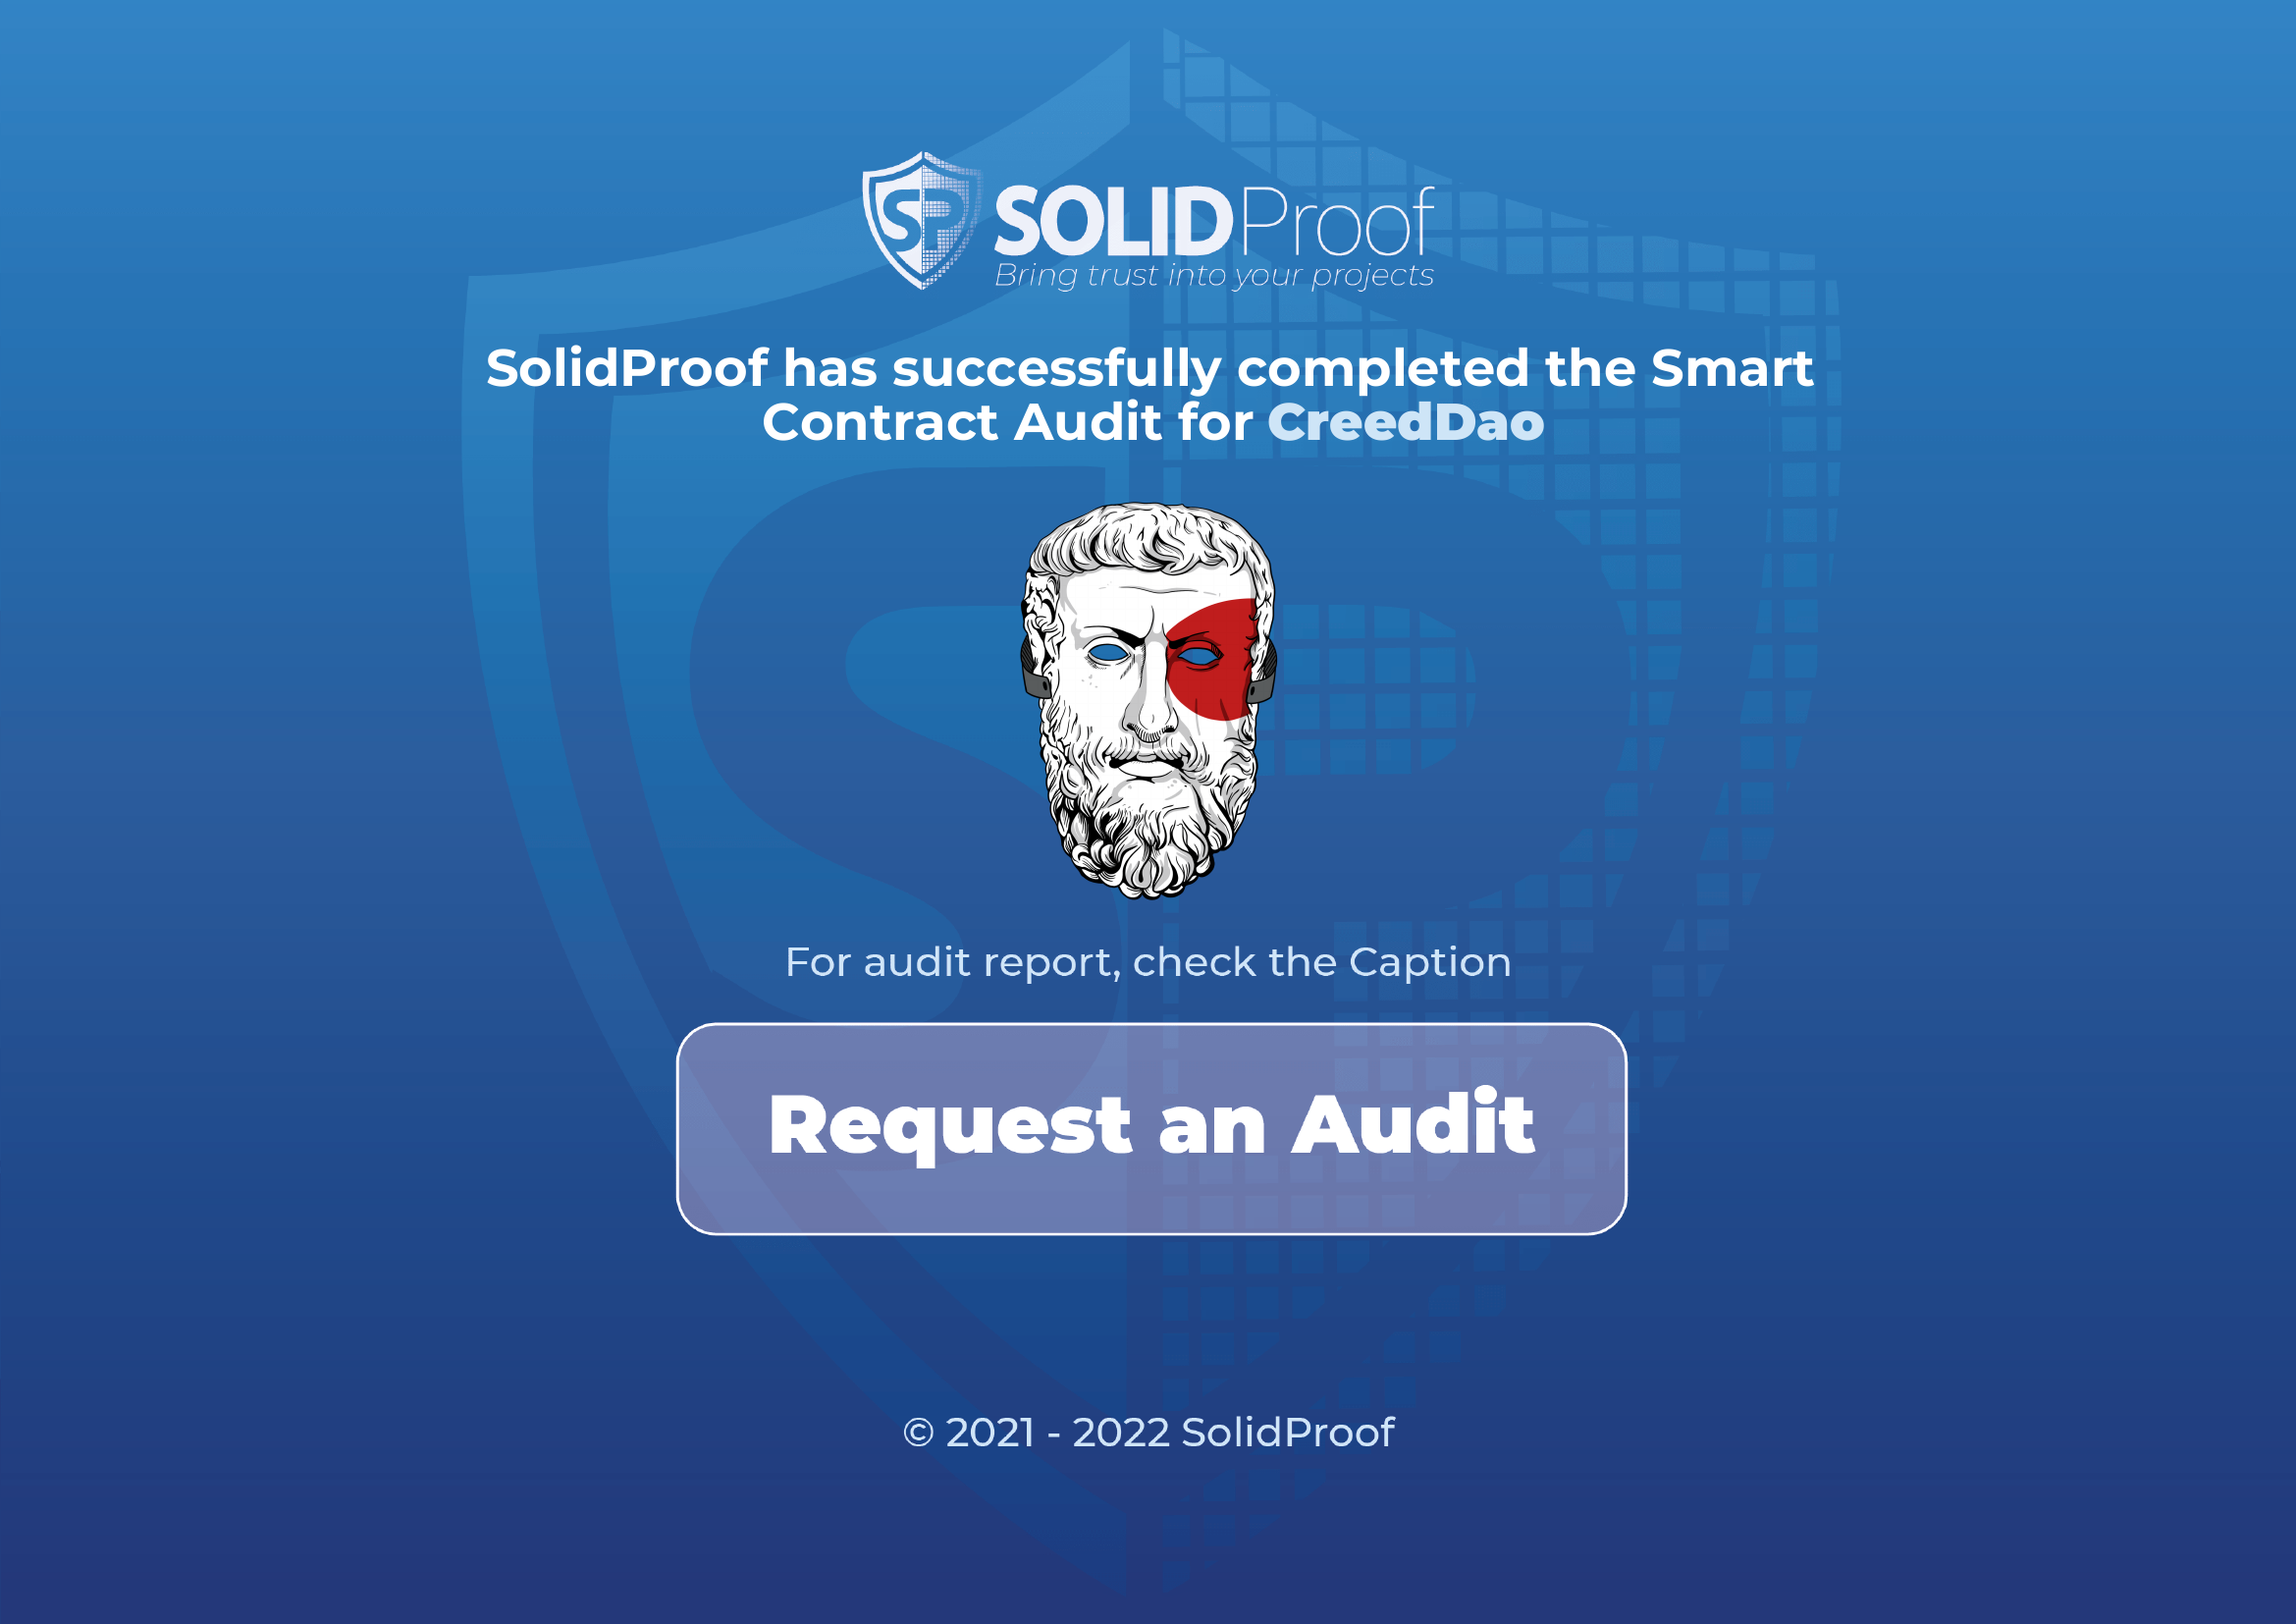 SP SOLIDProof
Bring trust into your projects
SolidProof has successfully completed the Smart
Contract Audit for CreedDao
For audit report, check the Caption
Request an Audit
© 2021 - 2022 SolidProof